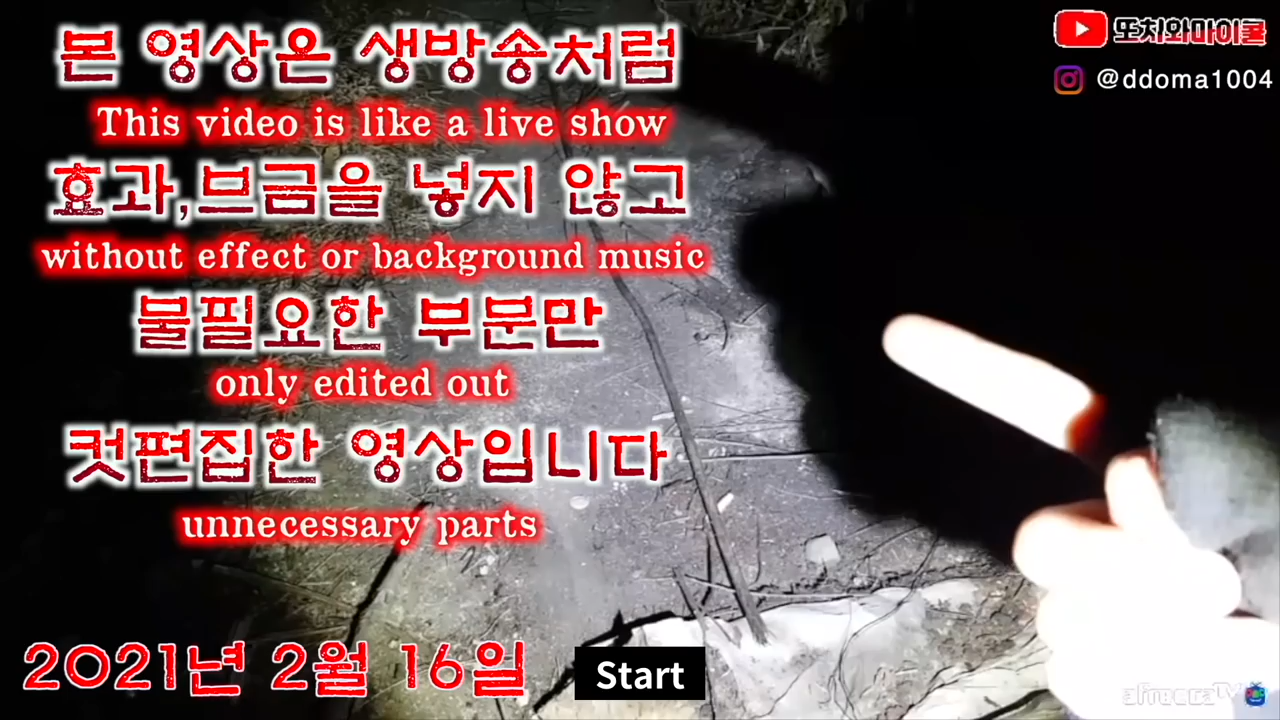 본 영상은 생방송처럼
This video is like a live show
효과,브금을 넣지 않고
without effect or background music
불필요한 부분만
only edited out
컷편집한 영상입니다
unnecessary parts
2021년 2월 16일
Start
또치와마이클
@ddoma1004
afreecaTV